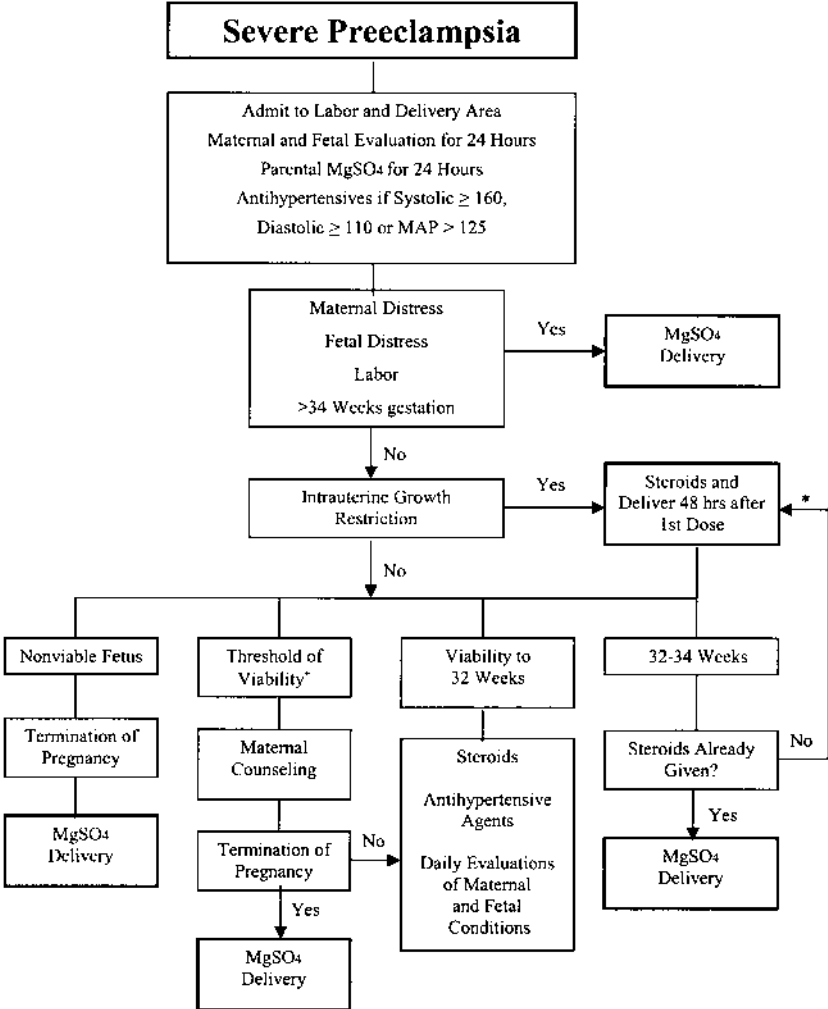 Severe Preeclampsia
Admit to Labor and Delivery Area
Maternal and Fetal Evaluation for 24 Hours
Parental MgSO4 for 24 Hours
Antihypertensives if Systolic ≥ 160,
Diastolic ≥ 110 or MAP > 125
Maternal Distress
Fetal Distress
Labor
>34 Weeks gestation
Yes
MgSO4
Delivery
No
Intrauterine Growth
Restriction
Yes
Steroids and
Deliver 48 hrs after
1st Dose
*
No
Nonviable Fetus
Threshold of
Viability+
Viability to
32 Weeks
32-34 Weeks
Termination of
Pregnancy
Maternal
Counseling
Steroids
Antihypertensive
Agents
Daily Evaluations
of Maternal
and Fetal
Conditions
Steroids Already
Given?
No
Yes
MgSO4
Delivery
Termination of
Pregnancy
No
MgSO4
Delivery
Yes
MgSO4
Delivery